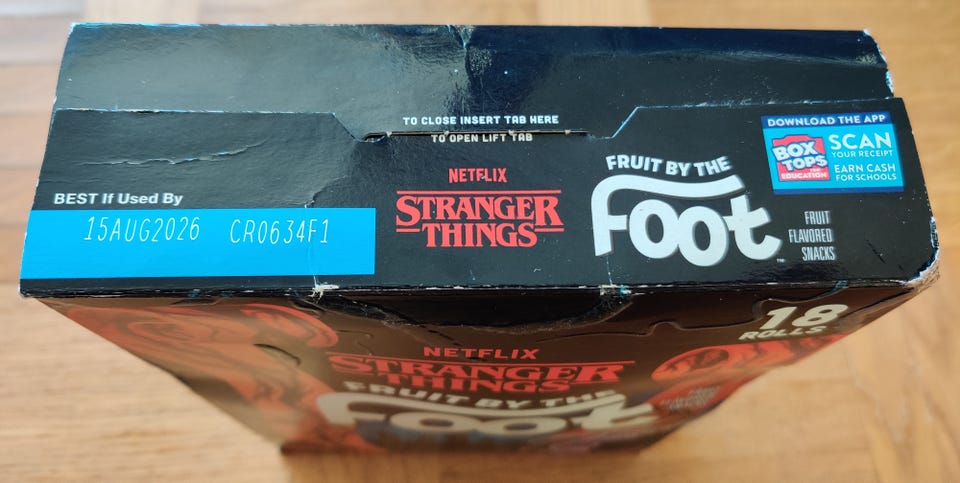 TO CLOSE INSERT TAB HERE
TO OPEN LIFT TAB
DOWNLOAD THE APP
BOX TOPS FOR EDUCATION
SCAN
YOUR RECEIPT
EARN CASH
FOR SCHOOLS
BEST If Used By
15AUG2026 CR0634F1
NETFLIX
STRANGER
THINGS
FRUIT BY THE
Foot™
FRUIT
FLAVORED
SNACKS
18
ROLLS
NETFLIX
STRANGER
THINGS
FRUIT BY THE
Foot